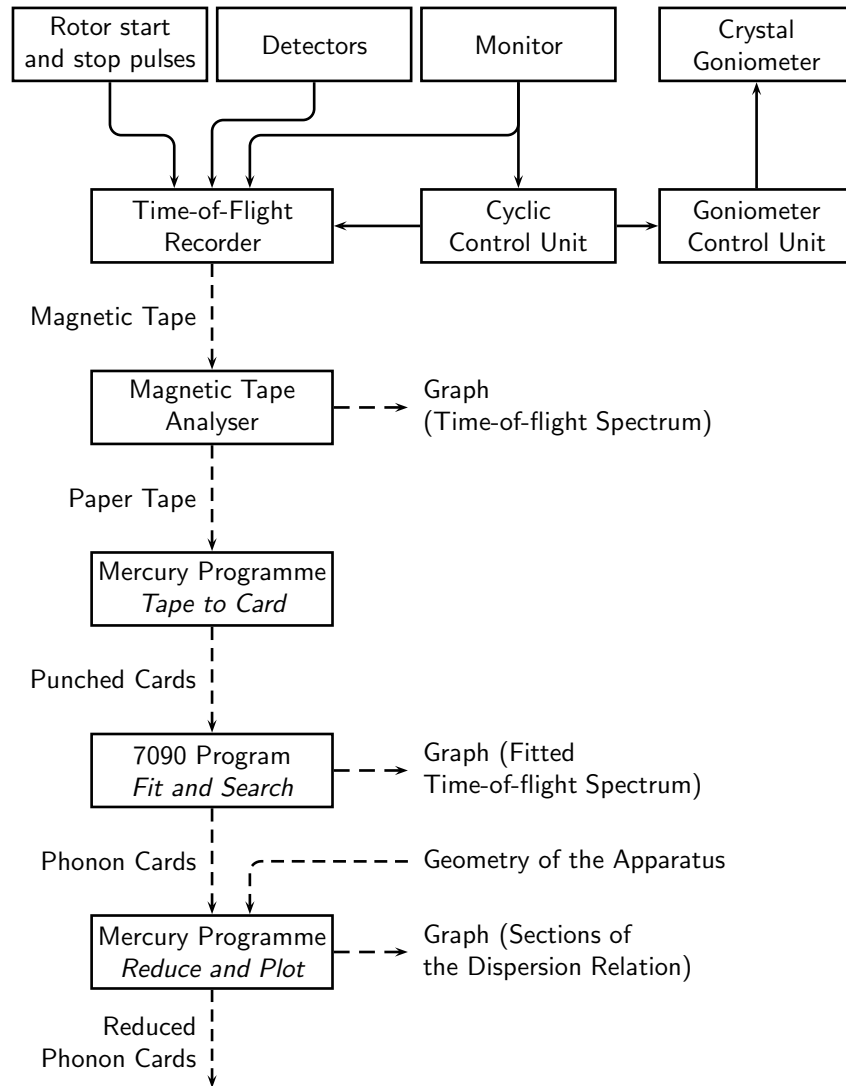 Rotor start
and stop pulses
Detectors
Monitor
Crystal
Goniometer
Time-of-Flight
Recorder
Cyclic
Control Unit
Goniometer
Control Unit
Magnetic Tape
Magnetic Tape
Analyser
Graph
(Time-of-flight Spectrum)
Paper Tape
Mercury Programme
Tape to Card
Punched Cards
7090 Program
Fit and Search
Graph (Fitted
Time-of-flight Spectrum)
Phonon Cards
Geometry of the Apparatus
Mercury Programme
Reduce and Plot
Graph (Sections of
the Dispersion Relation)
Reduced
Phonon Cards